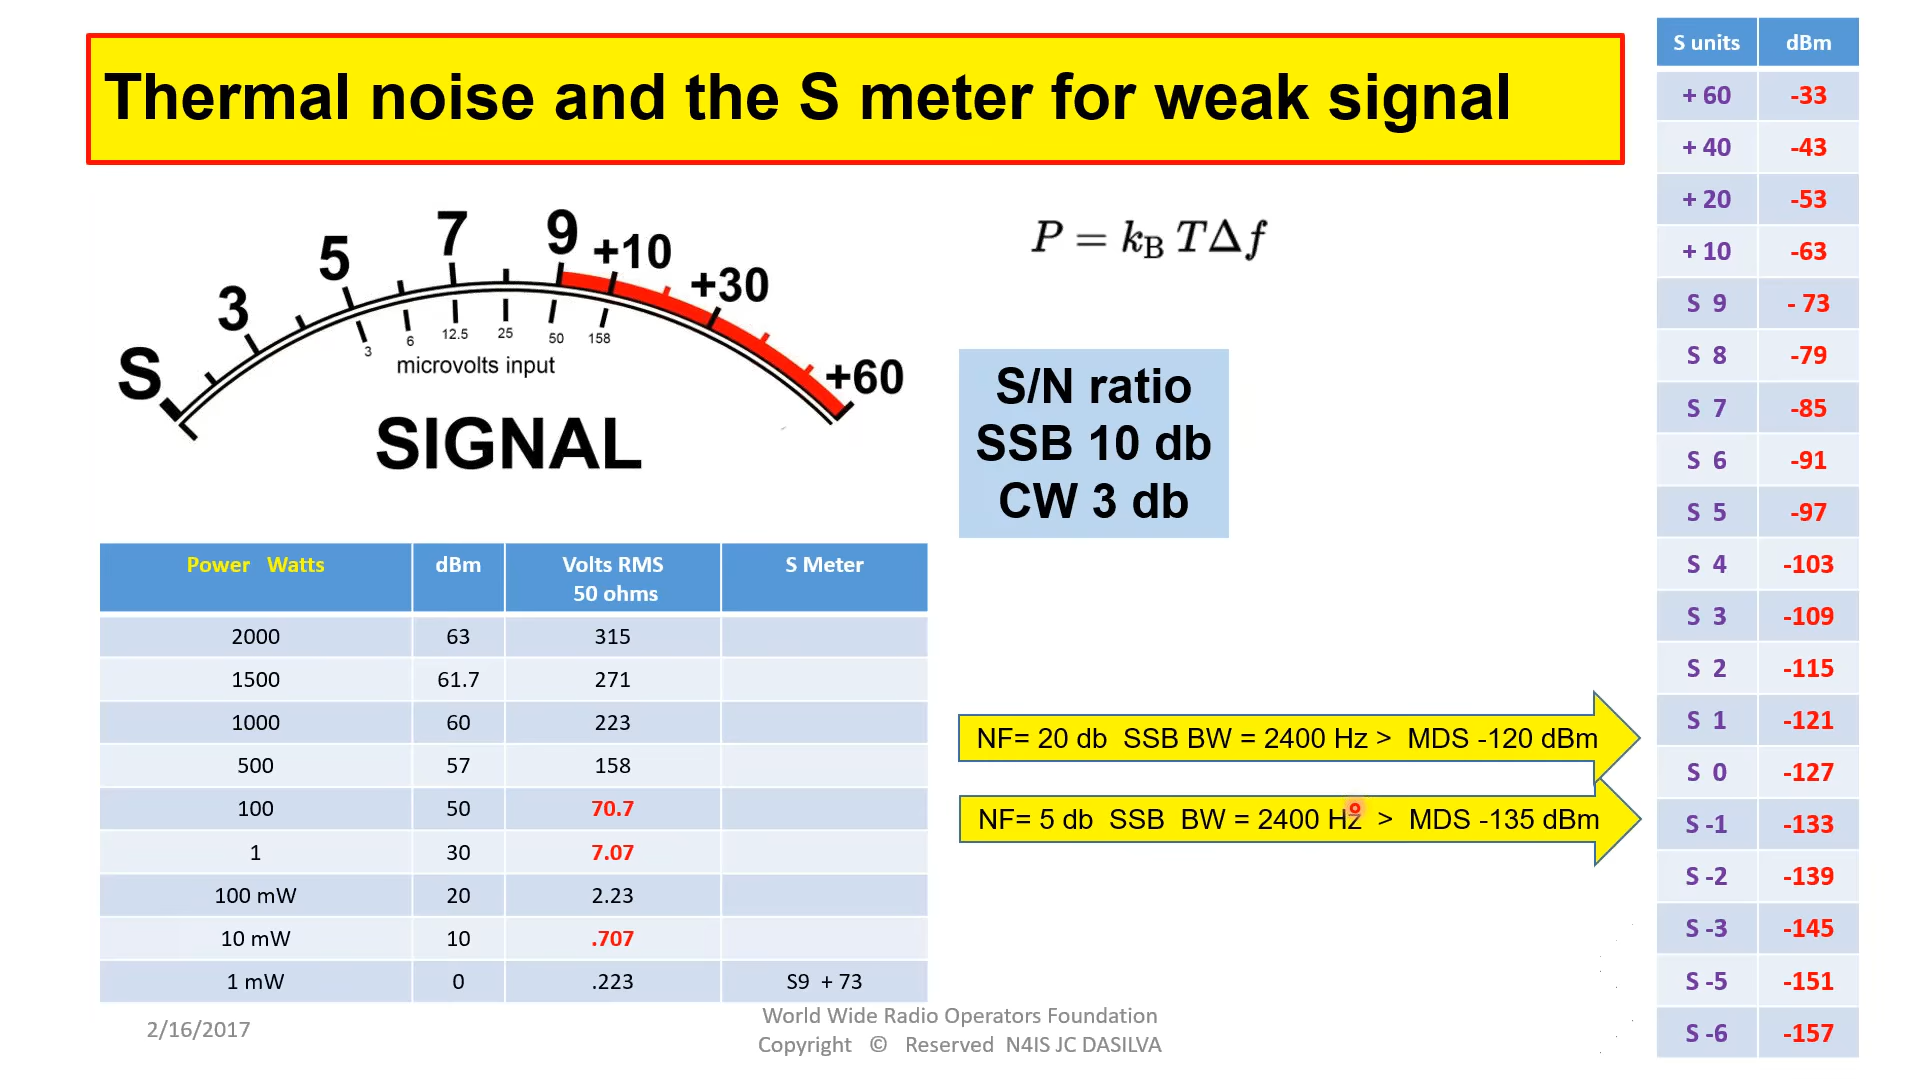 Thermal noise and the S meter for weak signal
S 3 5 7 9 +10 +30 +60
3 6 12.5 25 50 158
microvolts input
SIGNAL
P = kB T Δf
S/N ratio
SSB 10 db
CW 3 db
Power Watts dBm Volts RMS 50 ohms S Meter
2000 63 315
1500 61.7 271
1000 60 223
500 57 158
100 50 70.7
1 30 7.07
100 mW 20 2.23
10 mW 10 .707
1 mW 0 .223 S9 + 73
NF= 20 db SSB BW = 2400 Hz > MDS -120 dBm
NF= 5 db SSB BW = 2400 Hz > MDS -135 dBm
S units dBm
+ 60 -33
+ 40 -43
+ 20 -53
+ 10 -63
S 9 - 73
S 8 -79
S 7 -85
S 6 -91
S 5 -97
S 4 -103
S 3 -109
S 2 -115
S 1 -121
S 0 -127
S -1 -133
S -2 -139
S -3 -145
S -5 -151
S -6 -157
2/16/2017
World Wide Radio Operators Foundation
Copyright © Reserved N4IS JC DASILVA